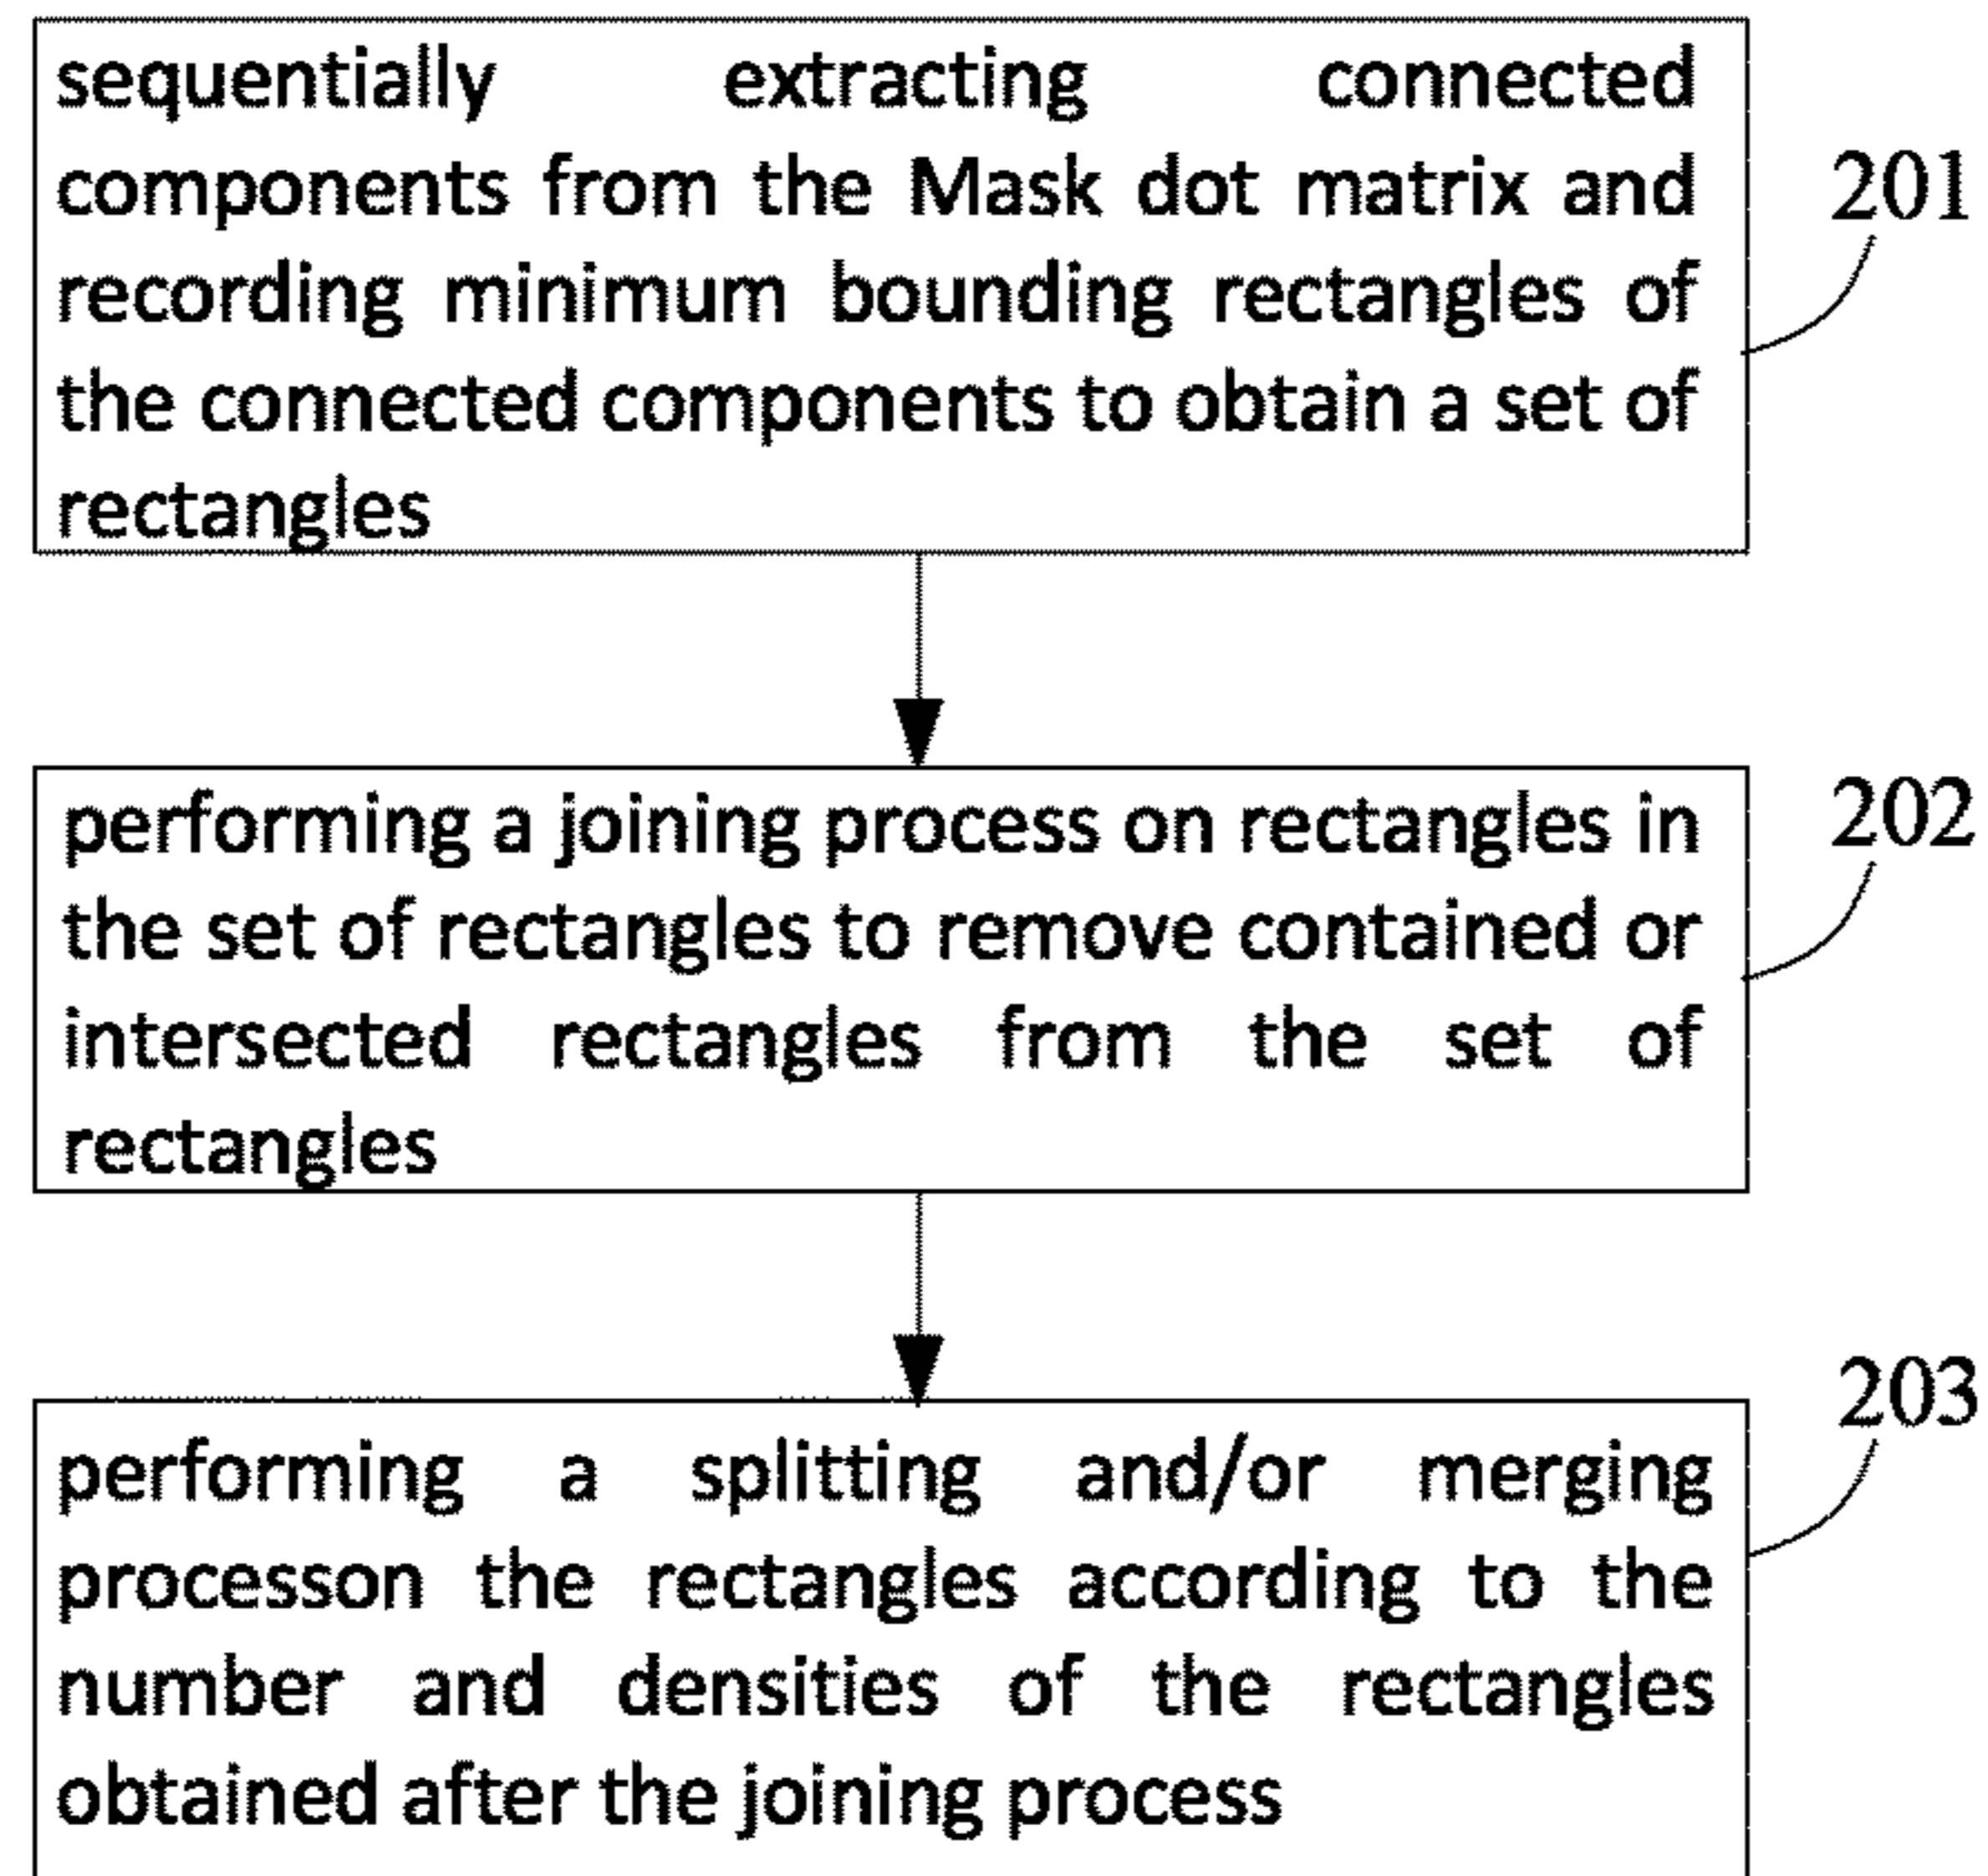 sequentially extracting connected
components from the Mask dot matrix and
recording minimum bounding rectangles of
the connected components to obtain a set of
rectangles
201
performing a joining process on rectangles in
the set of rectangles to remove contained or
intersected rectangles from the set of
rectangles
202
performing a splitting and/or merging
processon the rectangles according to the
number and densities of the rectangles
obtained after the joining process
203